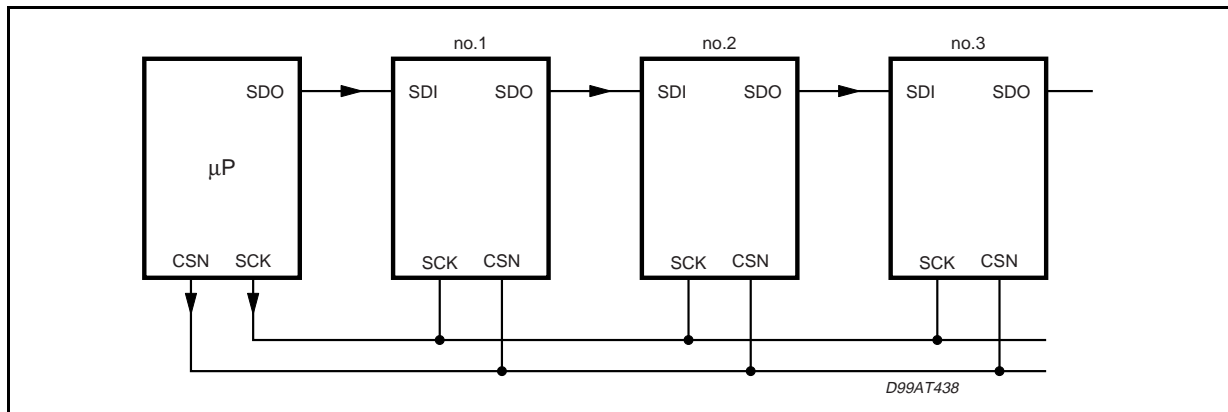 no.1 no.2 no.3
SDO SDI SDO SDI SDO SDI SDO
μP
CSN SCK SCK CSN SCK CSN SCK CSN
D99AT438